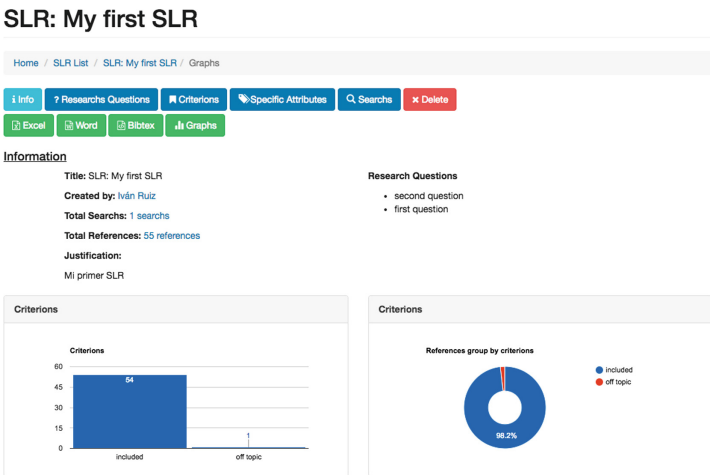 SLR: My first SLR
Home / SLR List / SLR: My first SLR / Graphs
i Info ? Researchs Questions Criterions Specific Attributes Searchs × Delete
Excel Word Bibtex Graphs
Information
Title: SLR: My first SLR
Created by: Iván Ruiz
Total Searchs: 1 searchs
Total References: 55 references
Justification:
Mi primer SLR
Research Questions
• second question
• first question
Criterions
Criterions
60
45
30
15
0
54
1
included
off topic
Criterions
References group by criterions
98.2%
included
off topic